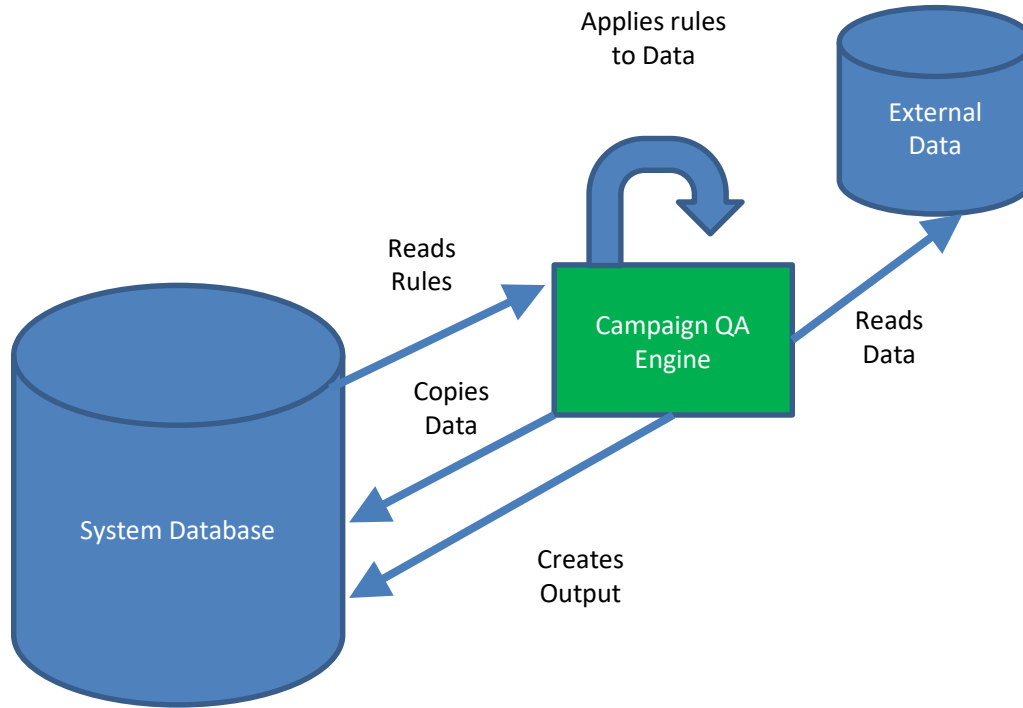 Applies rules
to Data
External
Data
Reads
Rules
Campaign QA
Engine
Reads
Data
Copies
Data
System Database
Creates
Output